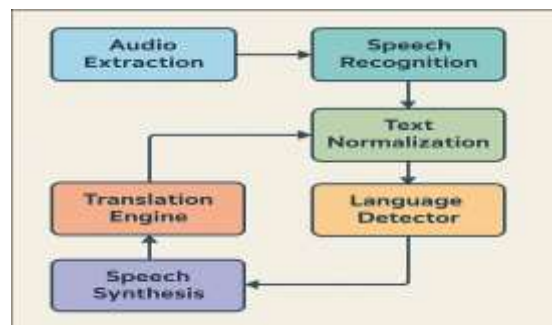 Audio
Extraction
Speech
Recognition
Text
Normalization
Translation
Engine
Language
Detector
Speech
Synthesis